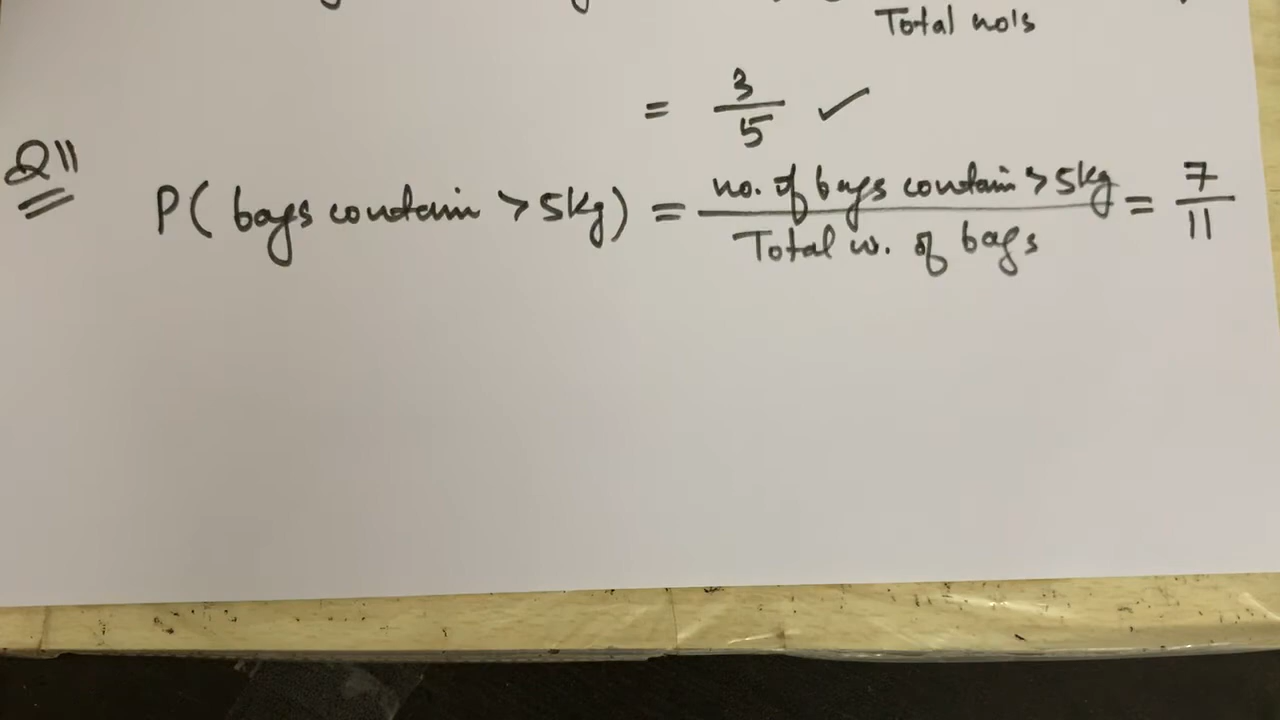 Total no's
= 3/5 ✓
Q11
P( bags contain > 5kg) = no. of bags contain > 5kg / Total no. of bags = 7/11